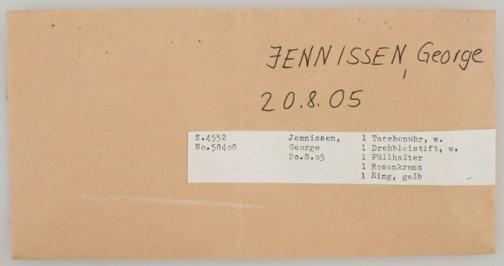 JENNISSEN, George
20.8.05
S.4552 Jennissen, 1 Taschenuhr, w.
No.58408 George 1 Drehbleistift, w.
20.8.05 1 Füllhalter
1 Rosenkranz
1 Ring, gelb